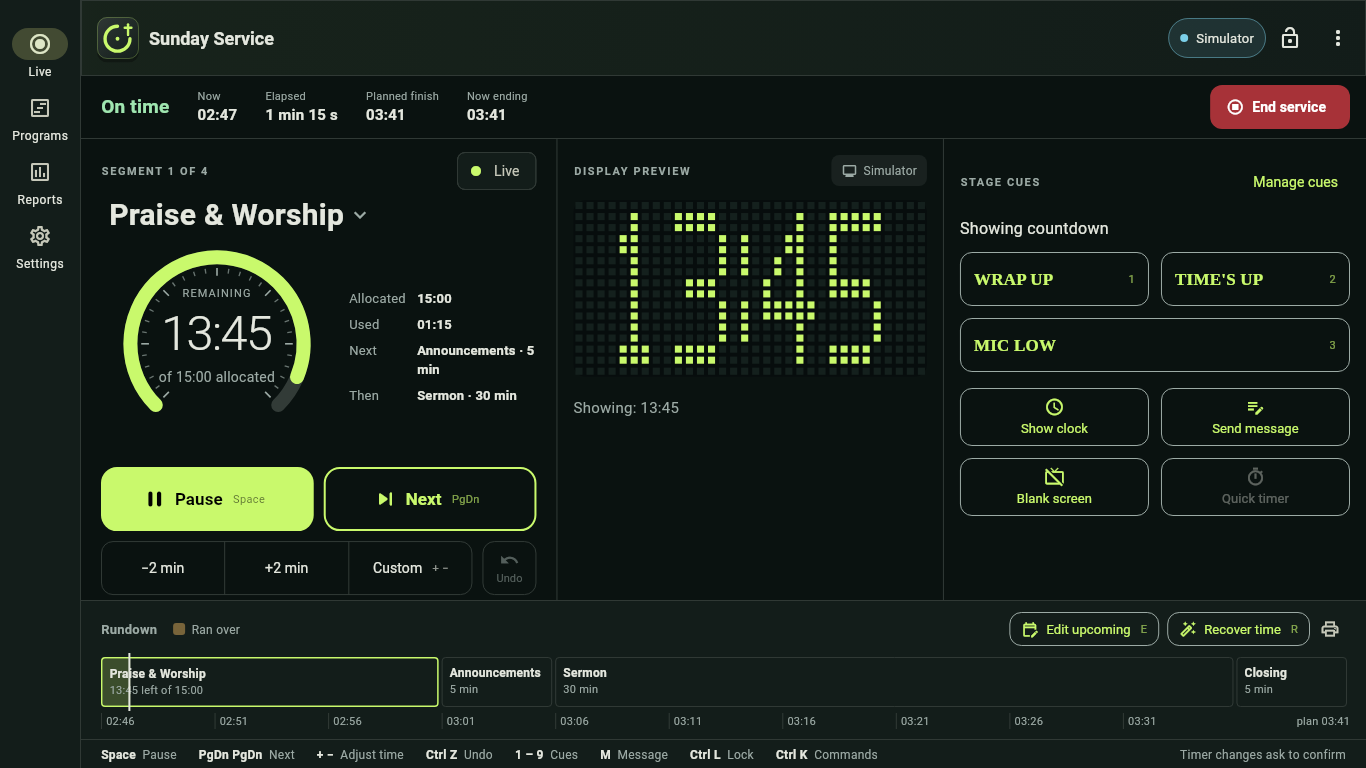 Sunday Service
Simulator
Live
Programs
Reports
Settings
On time
Now
02:47
Elapsed
1 min 15 s
Planned finish
03:41
Now ending
03:41
End service
SEGMENT 1 OF 4
Live
Praise & Worship
REMAINING
13:45
of 15:00 allocated
Allocated 15:00
Used 01:15
Next Announcements · 5
min
Then Sermon · 30 min
Pause Space
Next PgDn
−2 min
+2 min
Custom + −
Undo
DISPLAY PREVIEW
Simulator
13:45
Showing: 13:45
STAGE CUES
Manage cues
Showing countdown
WRAP UP 1
TIME'S UP 2
MIC LOW 3
Show clock
Send message
Blank screen
Quick timer
Rundown
Ran over
Edit upcoming E
Recover time R
Praise & Worship
13:45 left of 15:00
Announcements
5 min
Sermon
30 min
Closing
5 min
02:46 02:51 02:56 03:01 03:06 03:11 03:16 03:21 03:26 03:31 plan 03:41
Space Pause PgDn PgDn Next + − Adjust time Ctrl Z Undo 1 – 9 Cues M Message Ctrl L Lock Ctrl K Commands Timer changes ask to confirm